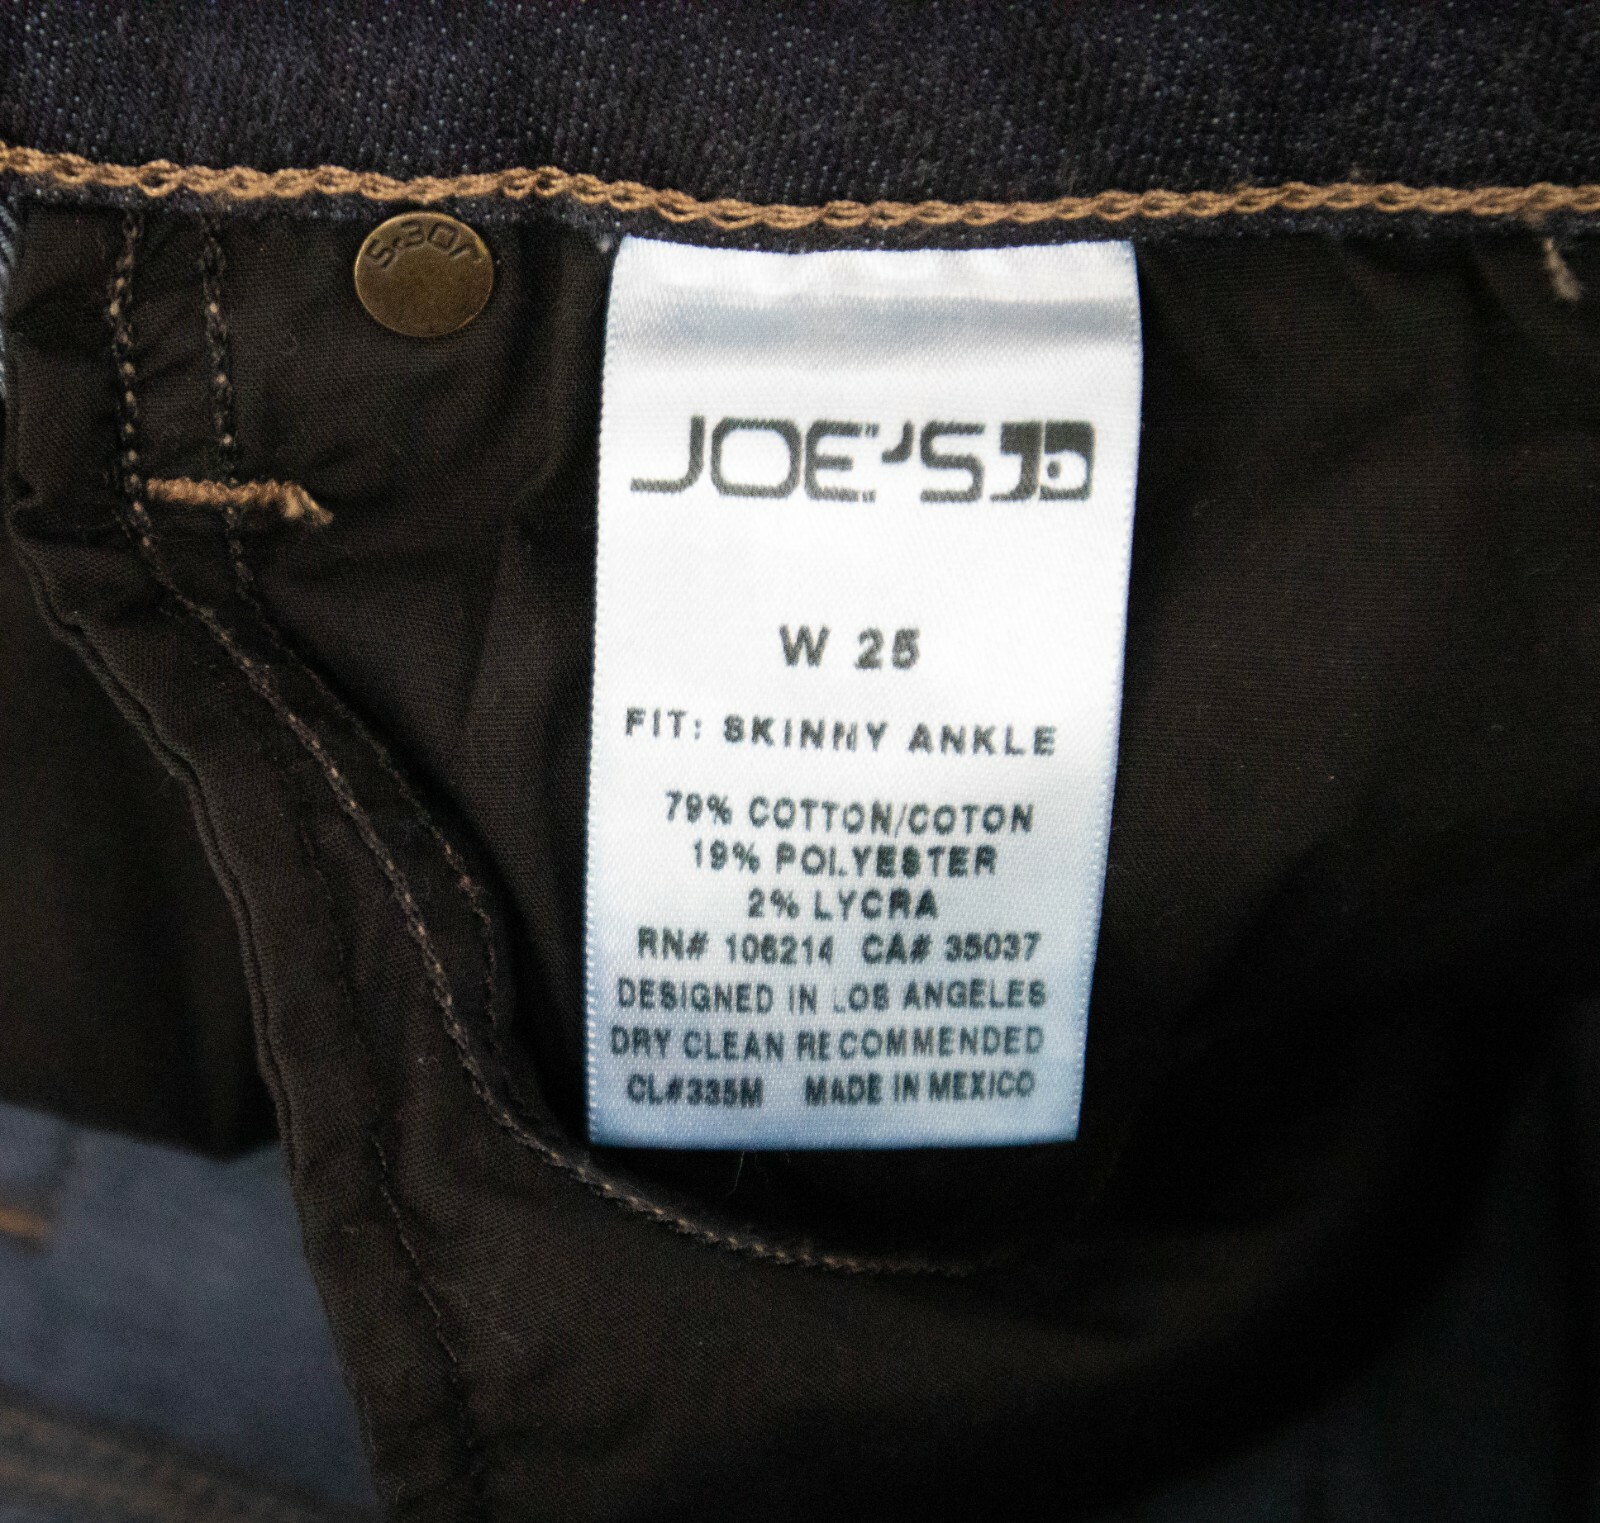 JOE'S
JOE'S
W 25
FIT: SKINNY ANKLE
79% COTTON/COTON
19% POLYESTER
2% LYCRA
RN# 106214 CA# 35037
DESIGNED IN LOS ANGELES
DRY CLEAN RECOMMENDED
CL#335M MADE IN MEXICO